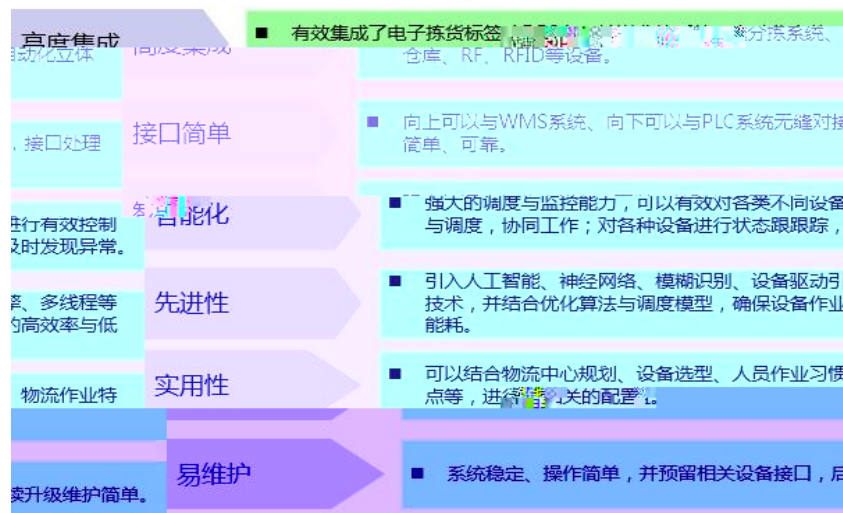 高度集成
■ 有效集成了电子拣货标签
分拣系统、
自动化立体
高度集成
仓库、RF、RFID等设备。
，接口处理
接口简单
■ 向上可以与WMS系统、向下可以与PLC系统无缝对接
简单、可靠。
智能化
■ 强大的调度与监控能力，可以有效对各类不同设备
进行有效控制
与调度，协同工作；对各种设备进行状态跟跟踪，
及时发现异常。
先进性
■ 引入人工智能、神经网络、模糊识别、设备驱动引
率、多线程等
技术，并结合优化算法与调度模型，确保设备作业
的高效率与低
能耗。
实用性
■ 可以结合物流中心规划、设备选型、人员作业习惯
物流作业特
点等，进行
关的配置。
易维护
■ 系统稳定、操作简单，并预留相关设备接口，后
续升级维护简单。